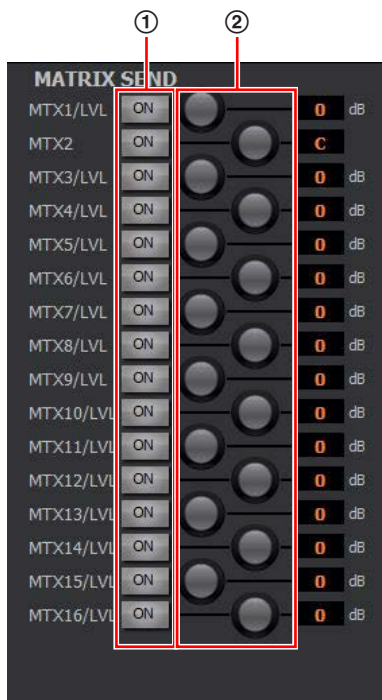 ① ②
MATRIX SEND
MTX1/LVL ON 0 dB
MTX2 ON C
MTX3/LVL ON 0 dB
MTX4/LVL ON 0 dB
MTX5/LVL ON 0 dB
MTX6/LVL ON 0 dB
MTX7/LVL ON 0 dB
MTX8/LVL ON 0 dB
MTX9/LVL ON 0 dB
MTX10/LVL ON 0 dB
MTX11/LVL ON 0 dB
MTX12/LVL ON 0 dB
MTX13/LVL ON 0 dB
MTX14/LVL ON 0 dB
MTX15/LVL ON 0 dB
MTX16/LVL ON 0 dB